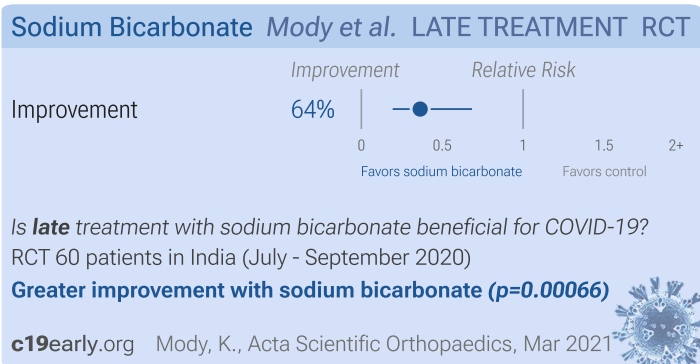 Sodium Bicarbonate Mody et al. LATE TREATMENT RCT
Improvement Relative Risk
Improvement 64%
0 0.5 1 1.5 2+
Favors sodium bicarbonate Favors control
Is late treatment with sodium bicarbonate beneficial for COVID-19?
RCT 60 patients in India (July - September 2020)
Greater improvement with sodium bicarbonate (p=0.00066)
c19early.org Mody, K., Acta Scientific Orthopaedics, Mar 2021